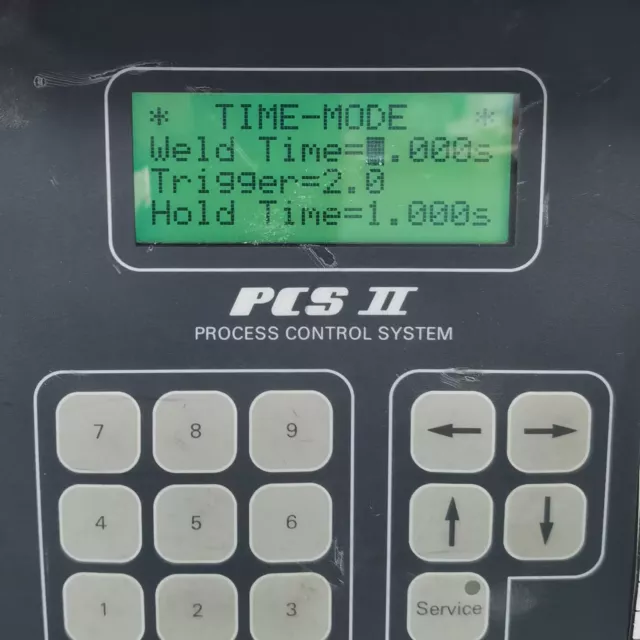 * TIME-MODE *
Weld Time= .000s
Trigger=2.0
Hold Time=1.000s
PCS II
PROCESS CONTROL SYSTEM
7 8 9 ← →
4 5 6 ↑ ↓
1 2 3 Service